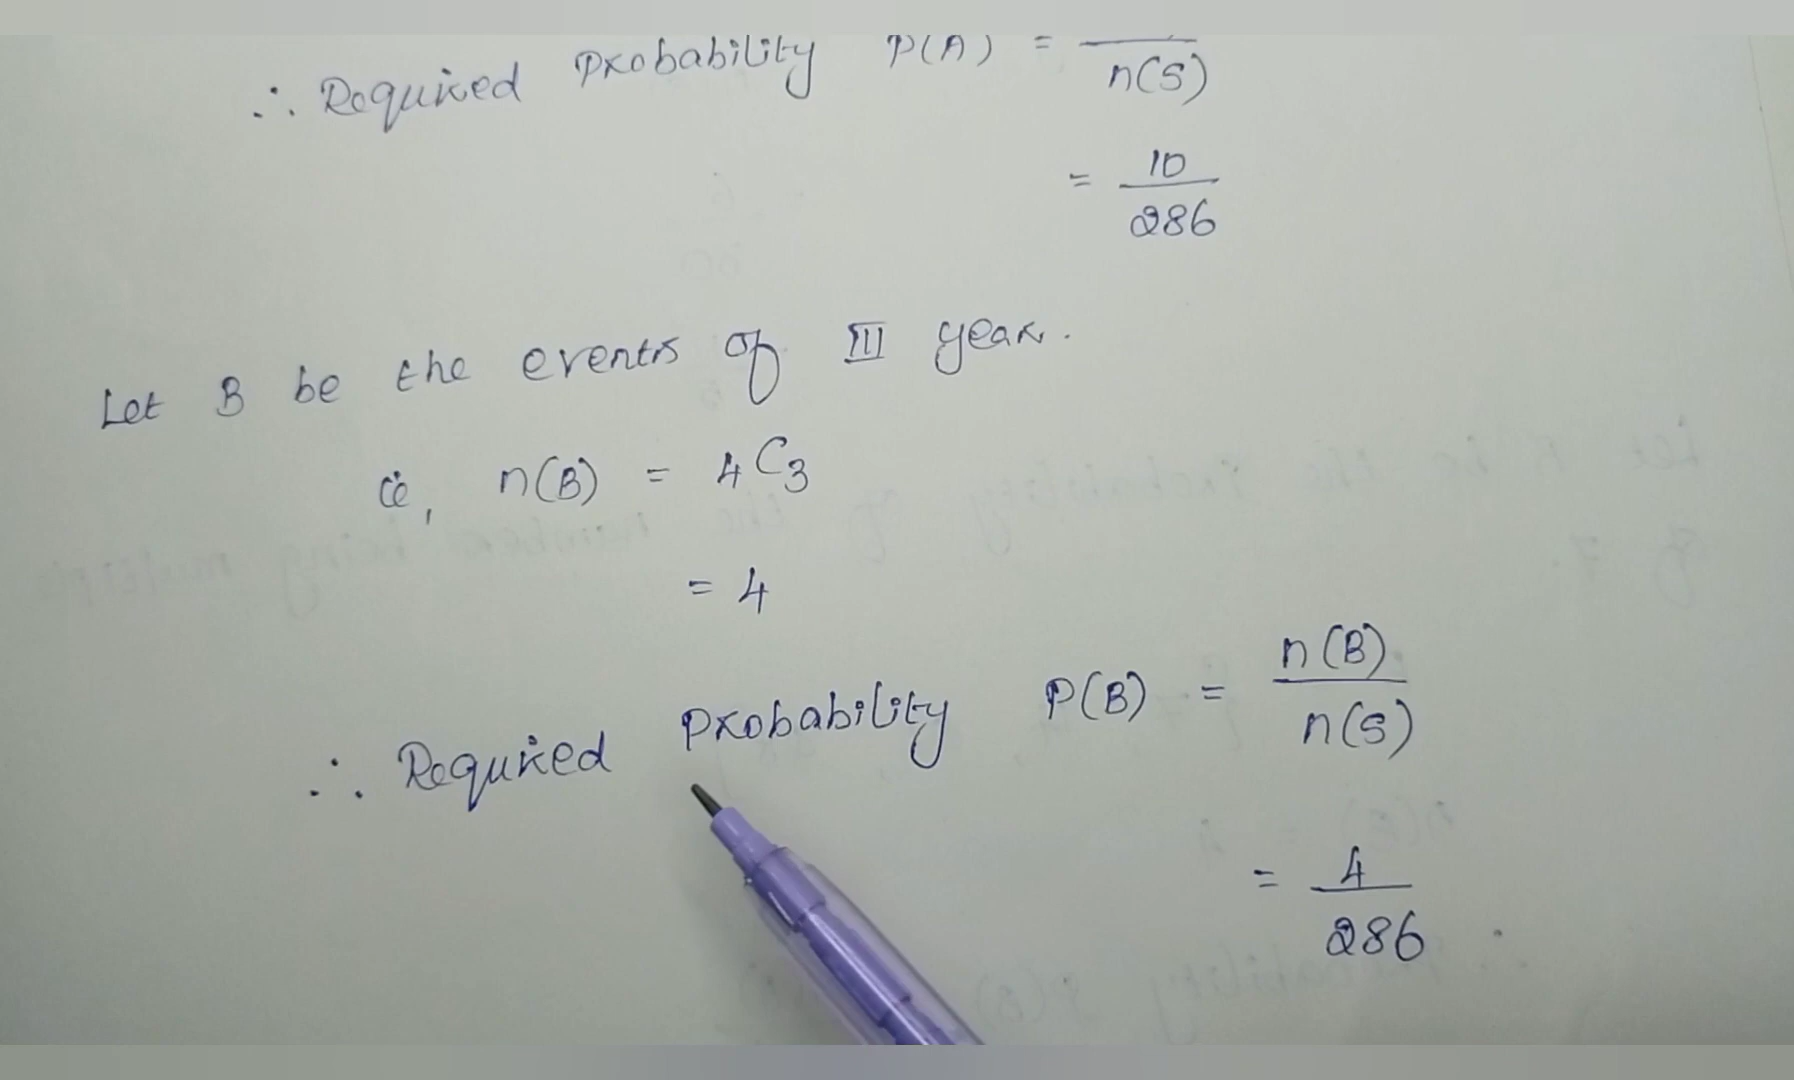 ∴ Required Probability P(A) = ―
n(S)
= 10/286
Let B be the events of III year.
ie, n(B) = 4C3
= 4
∴ Required Probability P(B) = n(B)/n(S)
= 4/286.